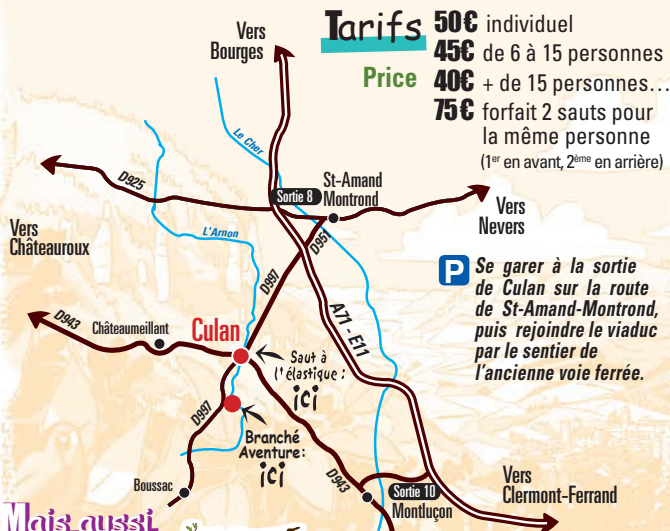 Tarifs
Price
50€ individuel
45€ de 6 à 15 personnes
40€ + de 15 personnes...
75€ forfait 2 sauts pour
la même personne
(1er en avant, 2ème en arrière)
Vers
Bourges
Le Cher
D925
Sortie 8
St-Amand
Montrond
Vers
Nevers
Vers
Châteauroux
L'Arnon
D951
D997
A71 - E11
P
Se garer à la sortie
de Culan sur la route
de St-Amand-Montrond,
puis rejoindre le viaduc
par le sentier de
l'ancienne voie ferrée.
D943
Châteaumeillant
Culan
Saut à
l'élastique :
ici
D997
Branché
Aventure:
ici
Boussac
D943
Sortie 10
Montluçon
Vers
Clermont-Ferrand
Mais aussi